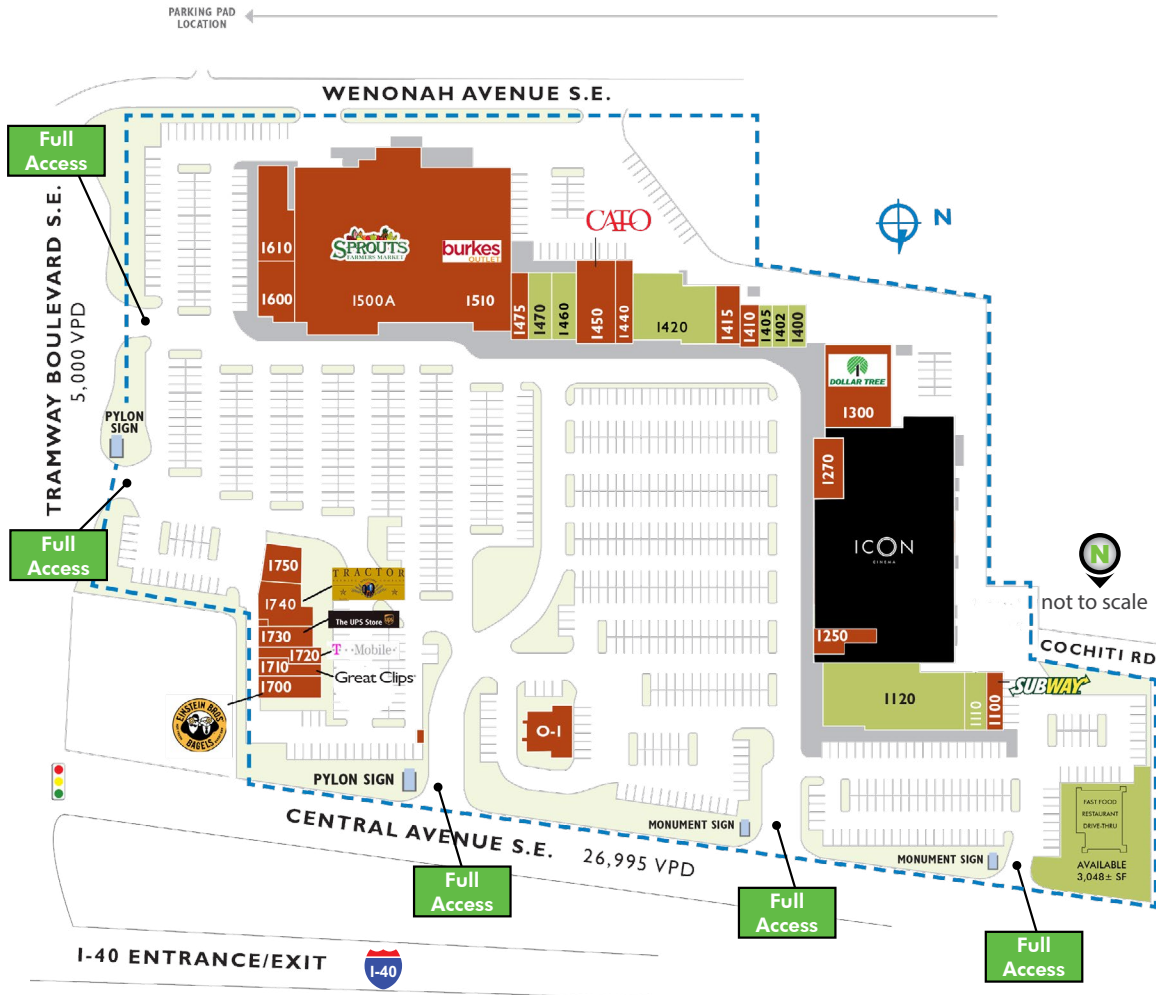 PARKING PAD
LOCATION
WENONAH AVENUE S.E.
Full
Access
TRAMWAY BOULEVARD S.E.
5,000 VPD
CATO
N
1610
SPROUTS
FARMERS MARKET
burkes
OUTLET
1600
1500A
1510
1475
1470
1460
1450
1440
1420
1415
1410
1405
1402
1400
DOLLAR TREE
1300
PYLON
SIGN
1270
Full
Access
ICON
CINEMA
N
not to scale
1750
TRACTOR
1740
The UPS Store
ups
1730
T··Mobile·
1720
1710
Great Clips
1700
EINSTEIN BROS
BAGELS
1250
COCHITI RD
SUBWAY
1120
1110
1100
O-1
PYLON SIGN
CENTRAL AVENUE S.E.
26,995 VPD
MONUMENT SIGN
MONUMENT SIGN
FAST FOOD
RESTAURANT
DRIVE-THRU
AVAILABLE
3,048± SF
Full
Access
Full
Access
Full
Access
I-40 ENTRANCE/EXIT
I-40